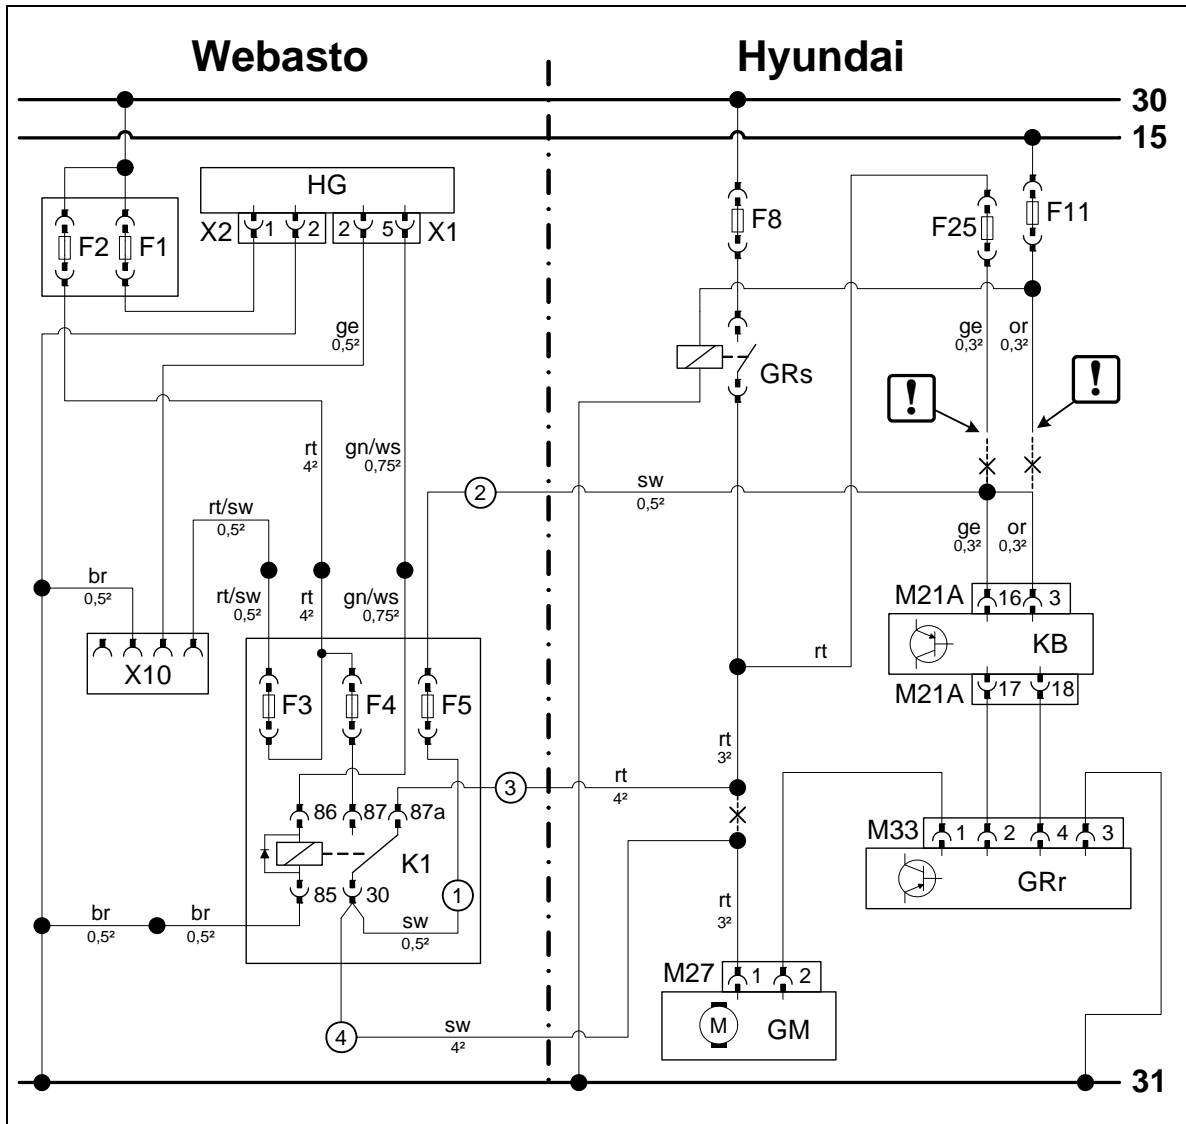 Webasto Hyundai
30
15
HG
X2 1 2 2 5 X1
F2 F1
F8
F25
F11
ge
0,5²
ge or
0,3² 0,3²
GRs
! !
rt gn/ws
4² 0,75²
2
sw
0,5²
rt/sw
0,5²
ge or
0,3² 0,3²
br
0,5²
rt/sw rt gn/ws
0,5² 4² 0,75²
M21A 16 3
KB
X10
rt
M21A 17 18
F3 F4 F5
rt
3²
3
rt
4²
86 87 87a
M33 1 2 4 3
K1
GRr
85 30
1
br br
0,5² 0,5²
sw
0,5²
rt
3²
M27 1 2
M GM
4
sw
4²
31